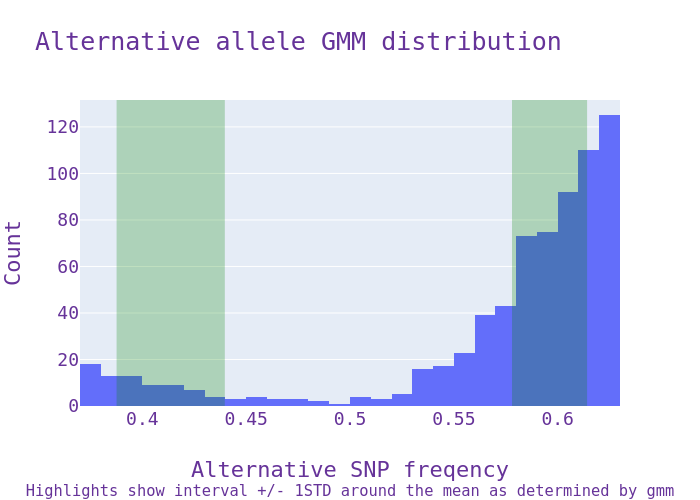 Alternative allele GMM distribution
120
100
80
60
40
20
0
Count
0.4 0.45 0.5 0.55 0.6
Alternative SNP freqency
Highlights show interval +/- 1STD around the mean as determined by gmm